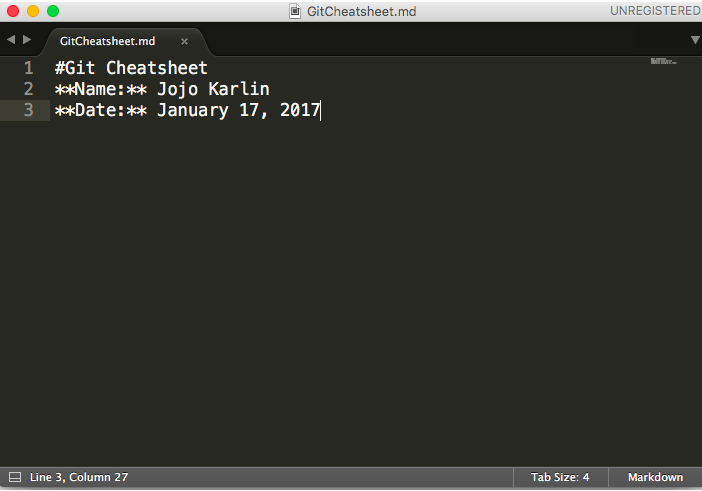 GitCheatsheet.md
UNREGISTERED
GitCheatsheet.md ×
1 #Git Cheatsheet
2 **Name:** Jojo Karlin
3 **Date:** January 17, 2017
Line 3, Column 27
Tab Size: 4
Markdown